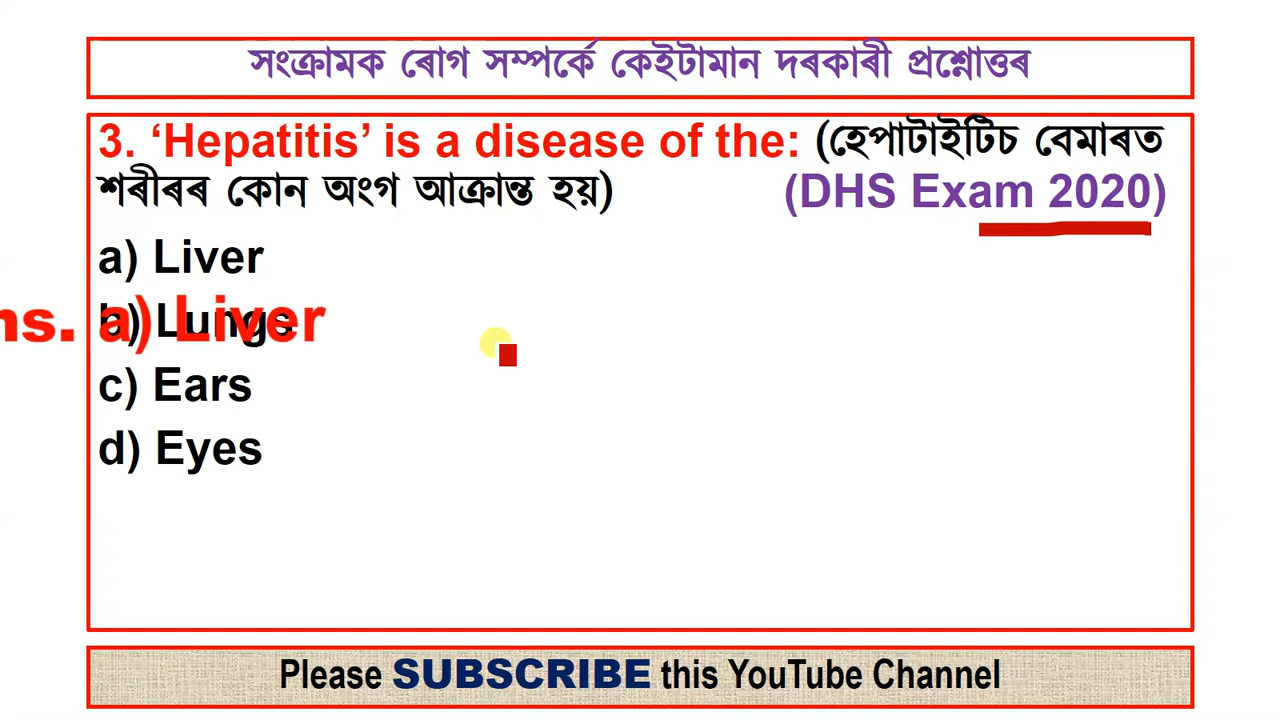 সংক্ৰামক ৰোগ সম্পৰ্কে কেইটামান দৰকাৰী প্ৰশ্নোত্তৰ
3. ‘Hepatitis’ is a disease of the: (হেপাটাইটিচ বেমাৰত
শৰীৰৰ কোন অংগ আক্ৰান্ত হয়) (DHS Exam 2020)
a) Liver
ns. a) Liver
b) Lungs
c) Ears
d) Eyes
Please SUBSCRIBE this YouTube Channel